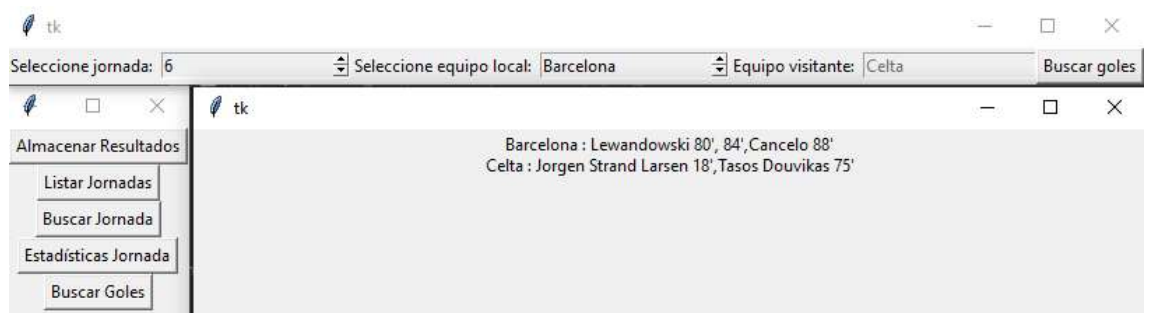 tk
Seleccione jornada: 6 Seleccione equipo local: Barcelona Equipo visitante: Celta Buscar goles
tk
Almacenar Resultados
Listar Jornadas
Buscar Jornada
Estadísticas Jornada
Buscar Goles
Barcelona : Lewandowski 80', 84',Cancelo 88'
Celta : Jorgen Strand Larsen 18',Tasos Douvikas 75'